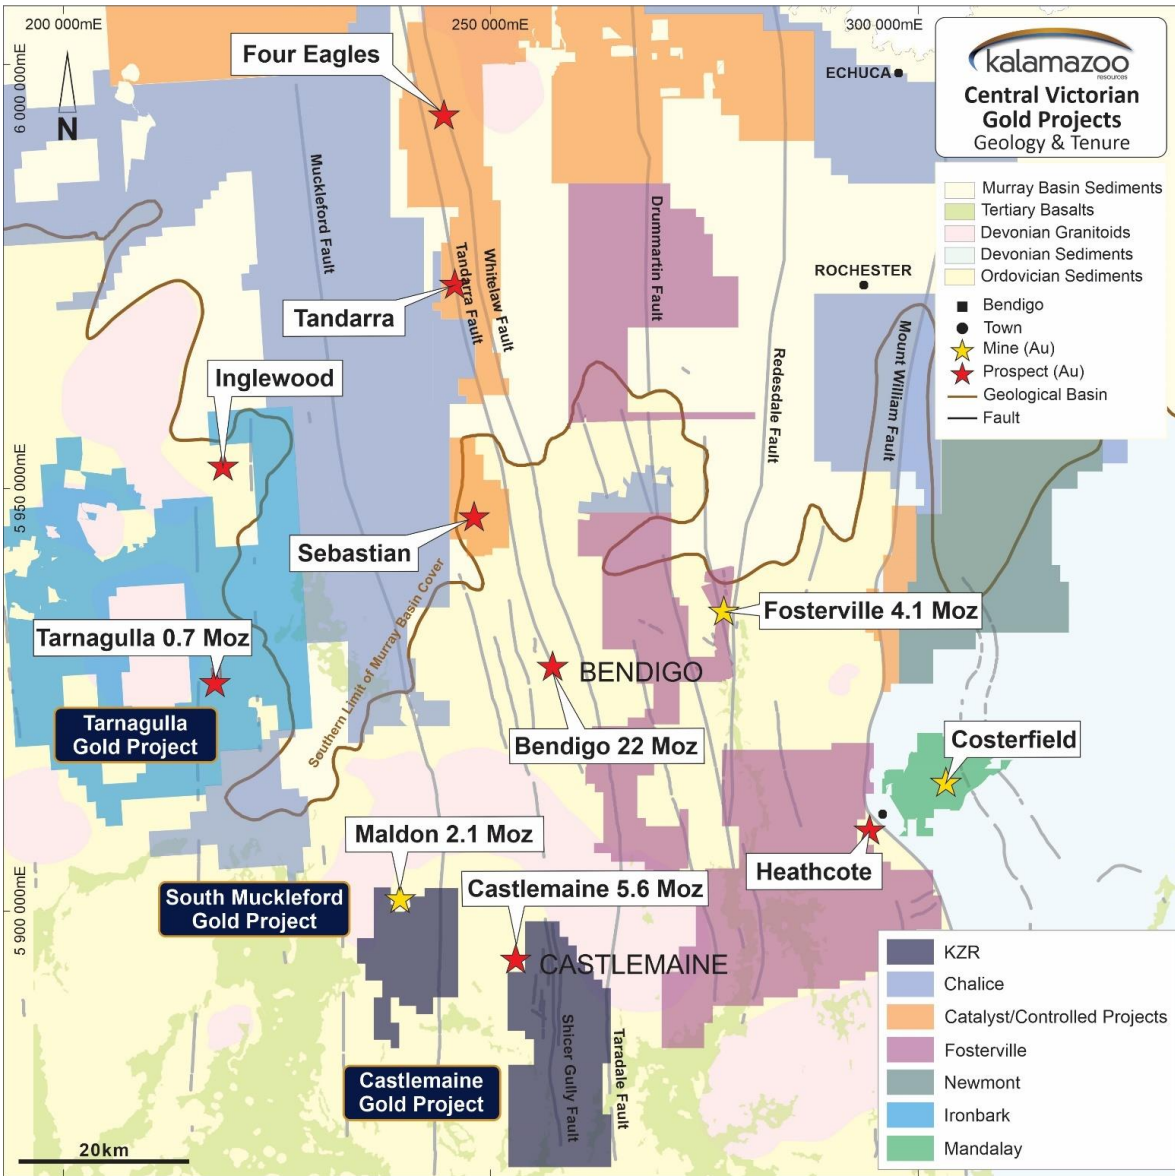 200 000mE
250 000mE
300 000mE
6 000 000mE
5 950 000mE
5 900 000mE
N
kalamazoo
resources
Central Victorian
Gold Projects
Geology & Tenure
Murray Basin Sediments
Tertiary Basalts
Devonian Granitoids
Devonian Sediments
Ordovician Sediments
Bendigo
Town
Mine (Au)
Prospect (Au)
Geological Basin
Fault
Four Eagles
ECHUCA
Muckleford Fault
Tandarra Fault
Whitelaw Fault
Drummartin Fault
ROCHESTER
Tandarra
Redesdale Fault
Mount William Fault
Inglewood
Sebastian
Southern Limit of Murray Basin Cover
Fosterville 4.1 Moz
Tarnagulla 0.7 Moz
BENDIGO
Tarnagulla
Gold Project
Bendigo 22 Moz
Costerfield
Maldon 2.1 Moz
Heathcote
South Muckleford
Gold Project
Castlemaine 5.6 Moz
CASTLEMAINE
Shicer Gully Fault
Taradale Fault
Castlemaine
Gold Project
20km
KZR
Chalice
Catalyst/Controlled Projects
Fosterville
Newmont
Ironbark
Mandalay